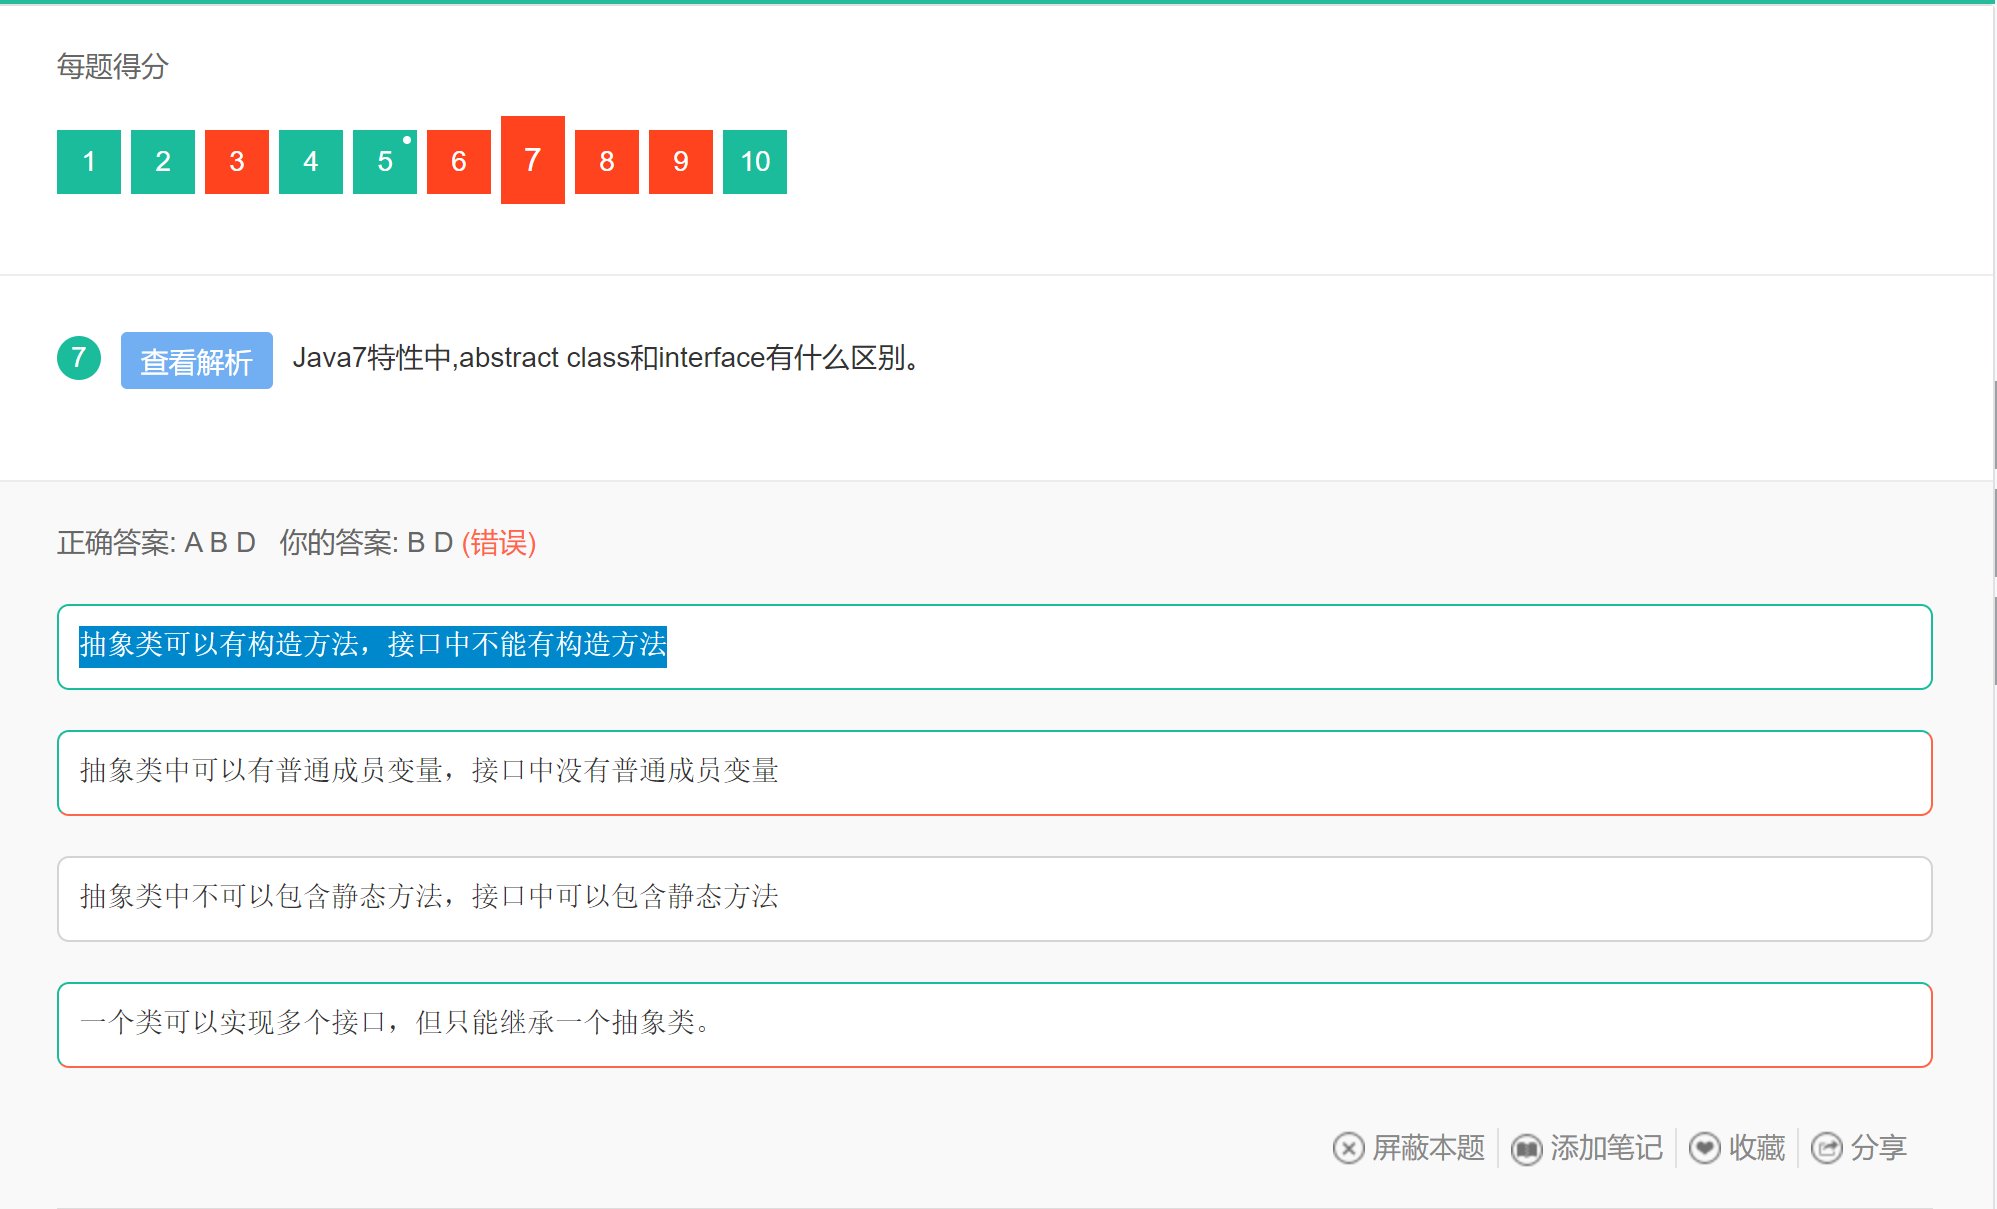 每题得分
1 2 3 4 5 6 7 8 9 10
7 查看解析 Java7特性中,abstract class和interface有什么区别。
正确答案: A B D 你的答案: B D (错误)
抽象类可以有构造方法，接口中不能有构造方法
抽象类中可以有普通成员变量，接口中没有普通成员变量
抽象类中不可以包含静态方法，接口中可以包含静态方法
一个类可以实现多个接口，但只能继承一个抽象类。
屏蔽本题 添加笔记 收藏 分享